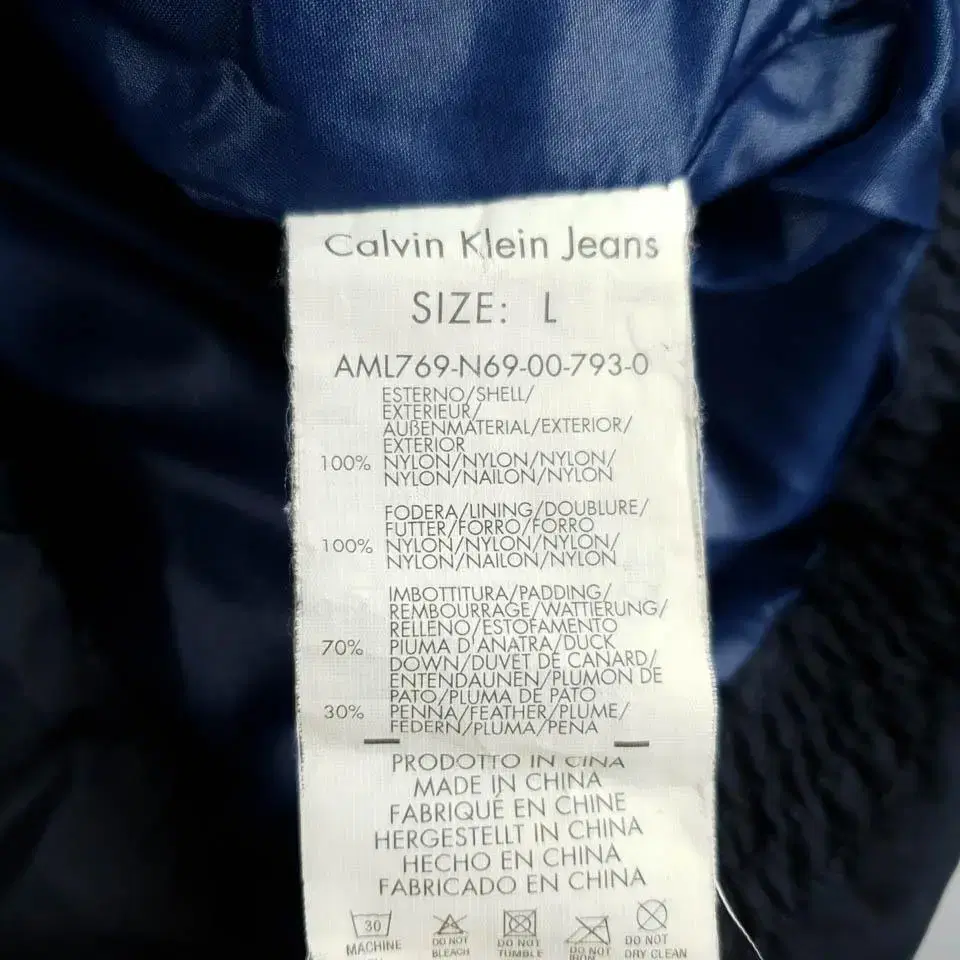 Calvin Klein Jeans
SIZE: L
AML769-N69-00-793-0
ESTERNO/SHELL/
EXTERIEUR/
AUßENMATERIAL/EXTERIOR/
EXTERIOR
100% NYLON/NYLON/NYLON/
NYLON/NAILON/NYLON
FODERA/LINING/DOUBLURE/
FUTTER/FORRO/FORRO
100% NYLON/NYLON/NYLON/
NYLON/NAILON/NYLON
IMBOTTITURA/PADDING/
REMBOURRAGE/WATTIERUNG/
RELLENO/ESTOFAMENTO
70% PIUMA D'ANATRA/DUCK
DOWN/DUVET DE CANARD/
ENTENDAUNEN/PLUMON DE
PATO/PLUMA DE PATO
30% PENNA/FEATHER/PLUME/
FEDERN/PLUMA/PENA
PRODOTTO IN CINA
MADE IN CHINA
FABRIQUÉ EN CHINE
HERGESTELLT IN CHINA
HECHO EN CHINA
FABRICADO EN CHINA
30
MACHINE
DO NOT
BLEACH
DO NOT
TUMBLE
DO NOT
IRON
DO NOT
DRY CLEAN